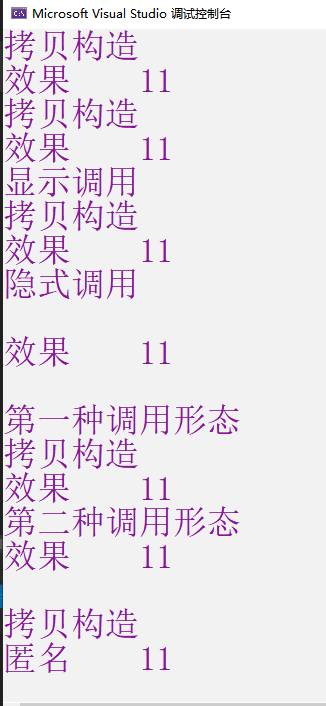 Microsoft Visual Studio 调试控制台
拷贝构造
效果 11
拷贝构造
效果 11
显示调用
拷贝构造
效果 11
隐式调用
效果 11
第一种调用形态
拷贝构造
效果 11
第二种调用形态
效果 11
拷贝构造
匿名 11